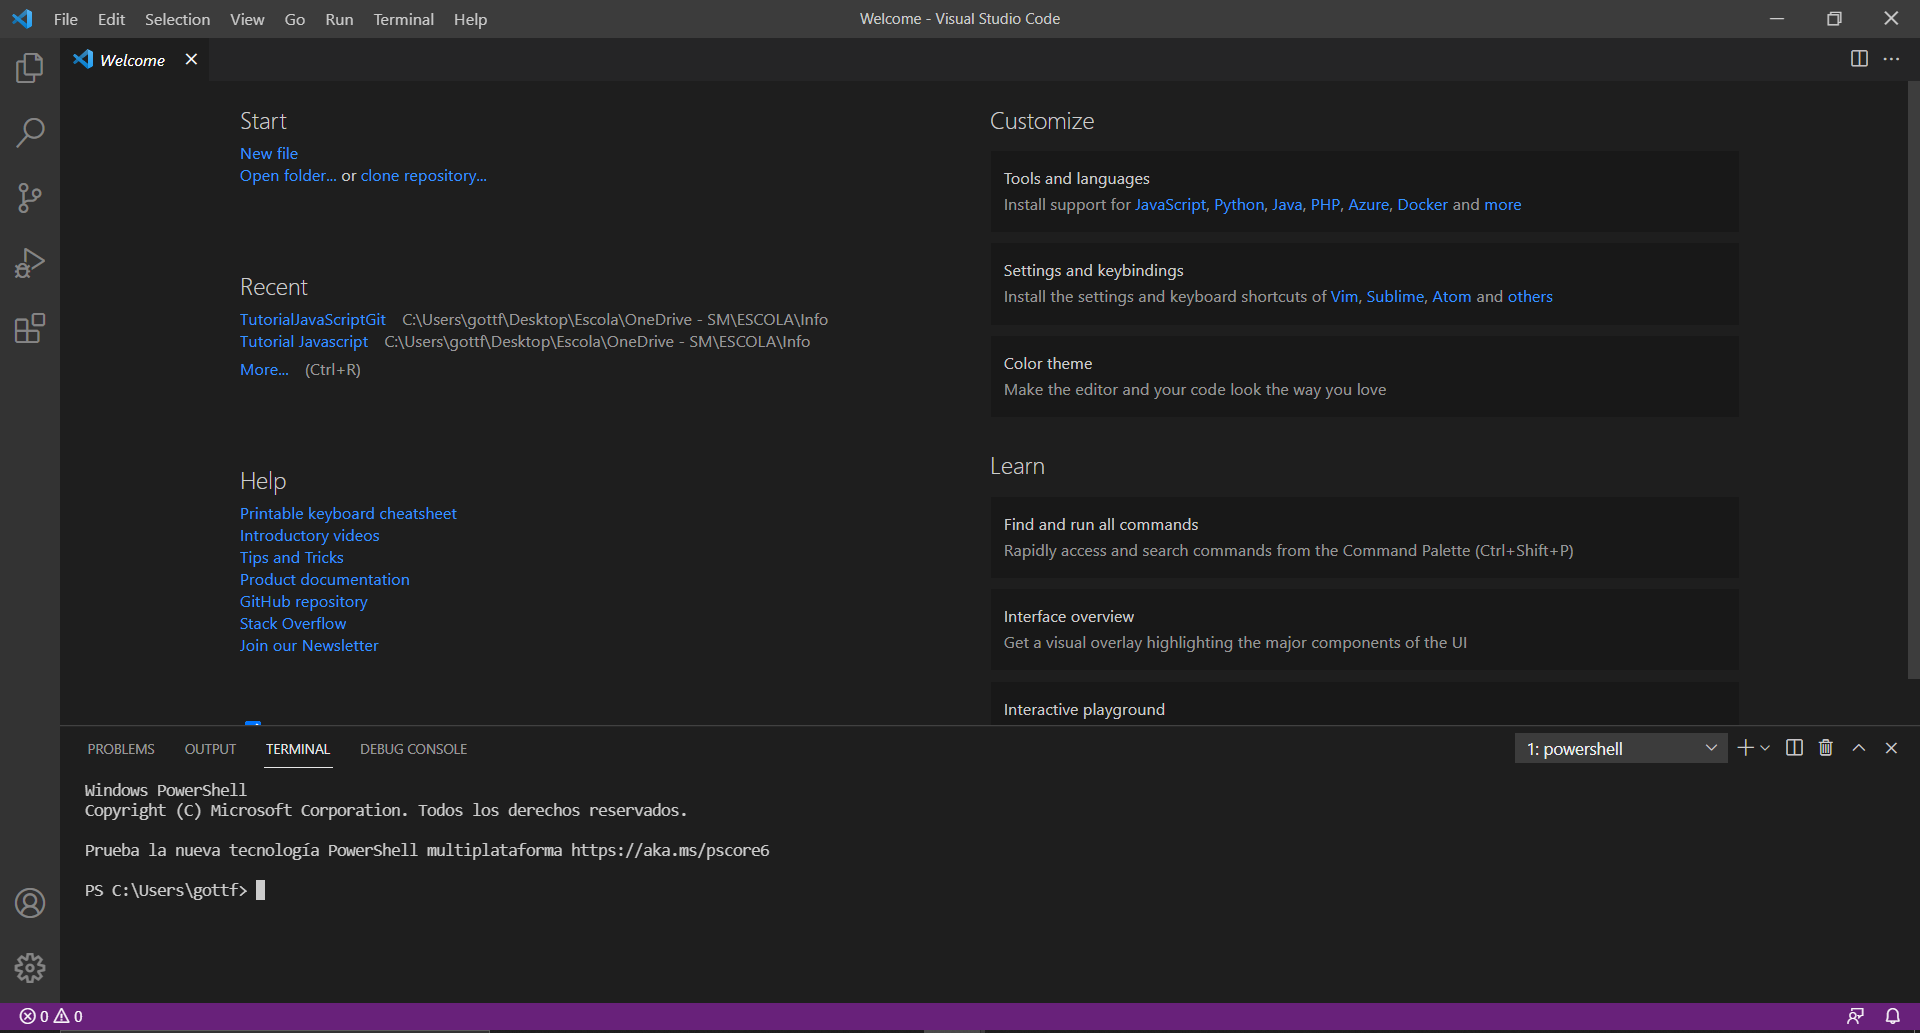 File Edit Selection View Go Run Terminal Help
Welcome - Visual Studio Code
Welcome
Start
New file
Open folder... or clone repository...
Recent
TutorialJavaScriptGit C:\Users\gottf\Desktop\Escola\OneDrive - SM\ESCOLA\Info
Tutorial Javascript C:\Users\gottf\Desktop\Escola\OneDrive - SM\ESCOLA\Info
More... (Ctrl+R)
Help
Printable keyboard cheatsheet
Introductory videos
Tips and Tricks
Product documentation
GitHub repository
Stack Overflow
Join our Newsletter
Customize
Tools and languages
Install support for JavaScript, Python, Java, PHP, Azure, Docker and more
Settings and keybindings
Install the settings and keyboard shortcuts of Vim, Sublime, Atom and others
Color theme
Make the editor and your code look the way you love
Learn
Find and run all commands
Rapidly access and search commands from the Command Palette (Ctrl+Shift+P)
Interface overview
Get a visual overlay highlighting the major components of the UI
Interactive playground
PROBLEMS OUTPUT TERMINAL DEBUG CONSOLE
1: powershell
Windows PowerShell
Copyright (C) Microsoft Corporation. Todos los derechos reservados.
Prueba la nueva tecnología PowerShell multiplataforma https://aka.ms/pscore6
PS C:\Users\gottf>
0 0